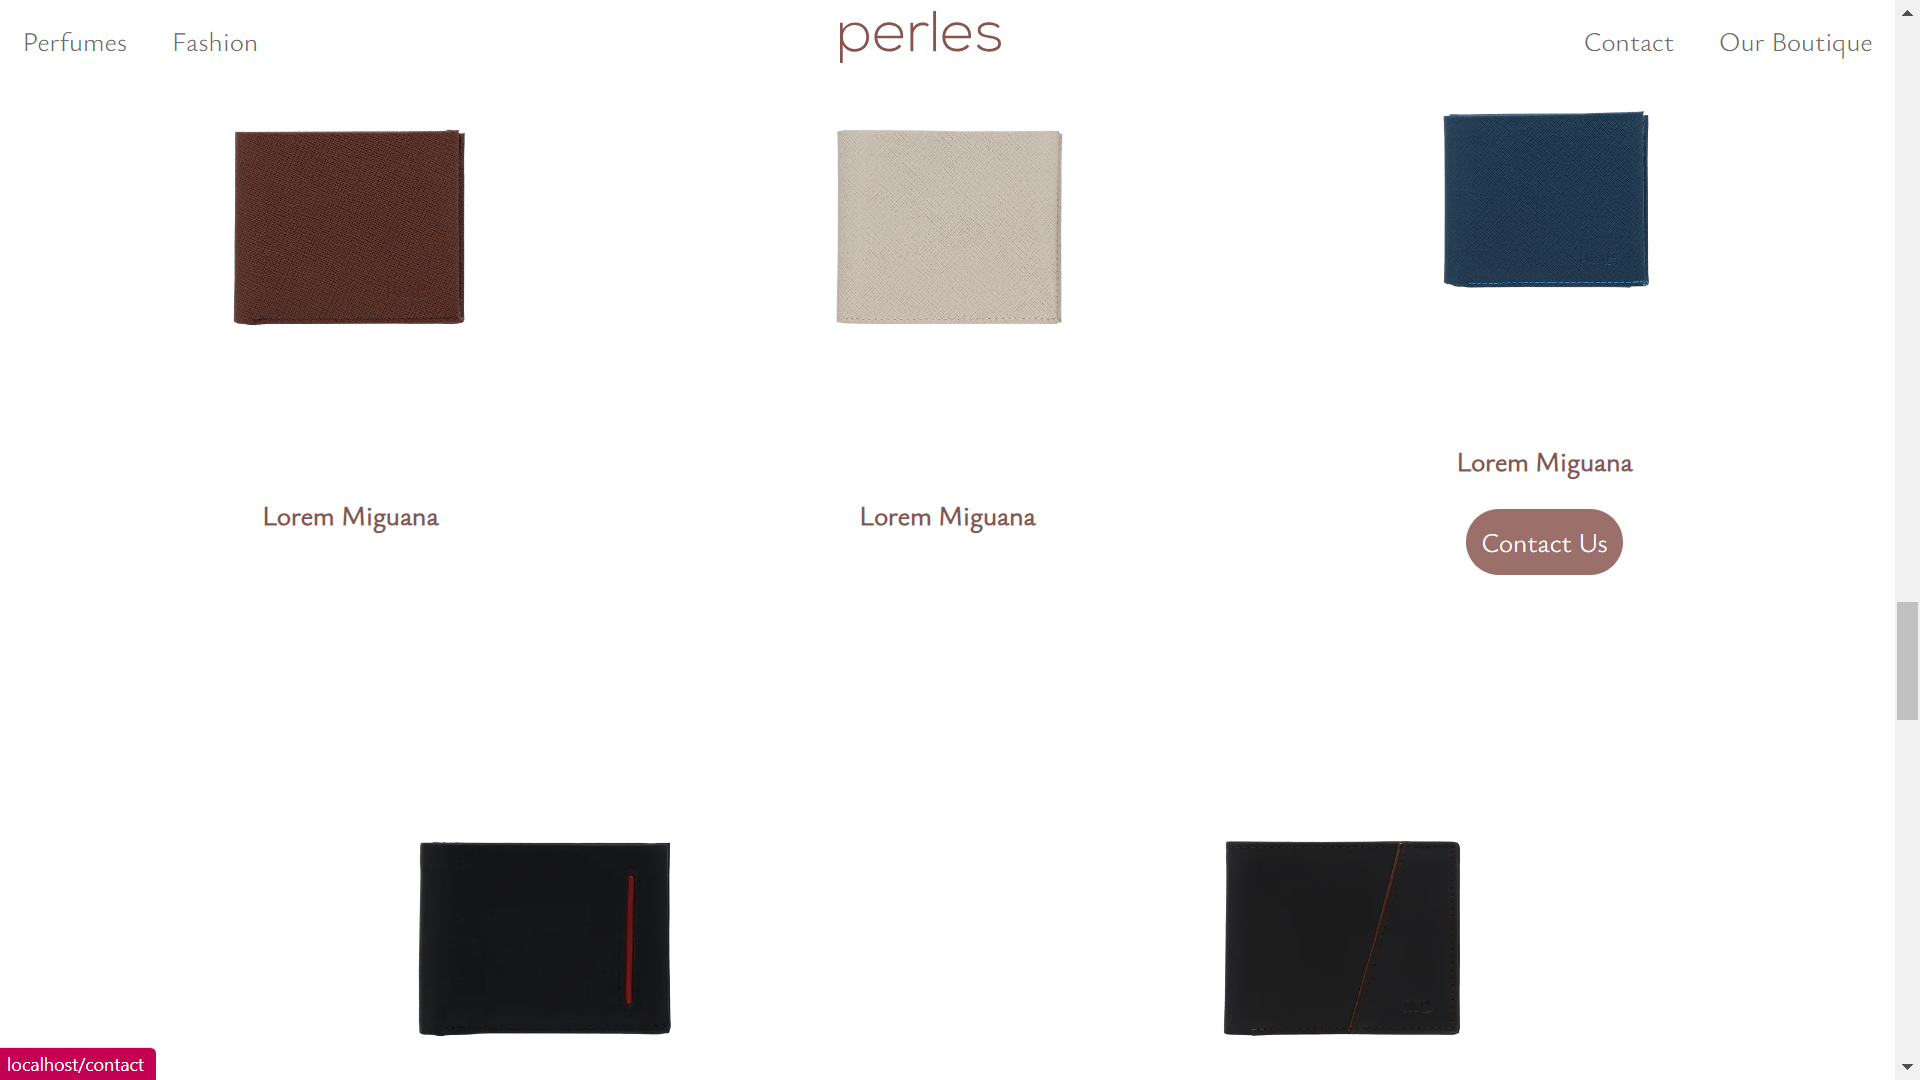 Perfumes
Fashion
perles
Contact
Our Boutique
Lorem Miguana
Lorem Miguana
Lorem Miguana
Contact Us
localhost/contact